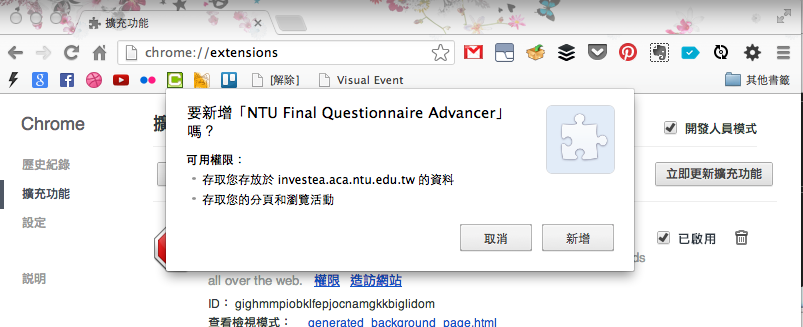 擴充功能
chrome://extensions
[解除]
Visual Event
其他書籤
Chrome
擴
開發人員模式
歷史紀錄
擴充功能
設定
說明
立即更新擴充功能
要新增「NTU Final Questionnaire Advancer」
嗎？
可用權限：
存取您存放於 investea.aca.ntu.edu.tw 的資料
存取您的分頁和瀏覽活動
取消
新增
已啟用
ds
all over the web. 權限 造訪網站
ID： gighmmpiobklfepjocnamgkkbiglidom
查看檢視模式： generated_background_page.html